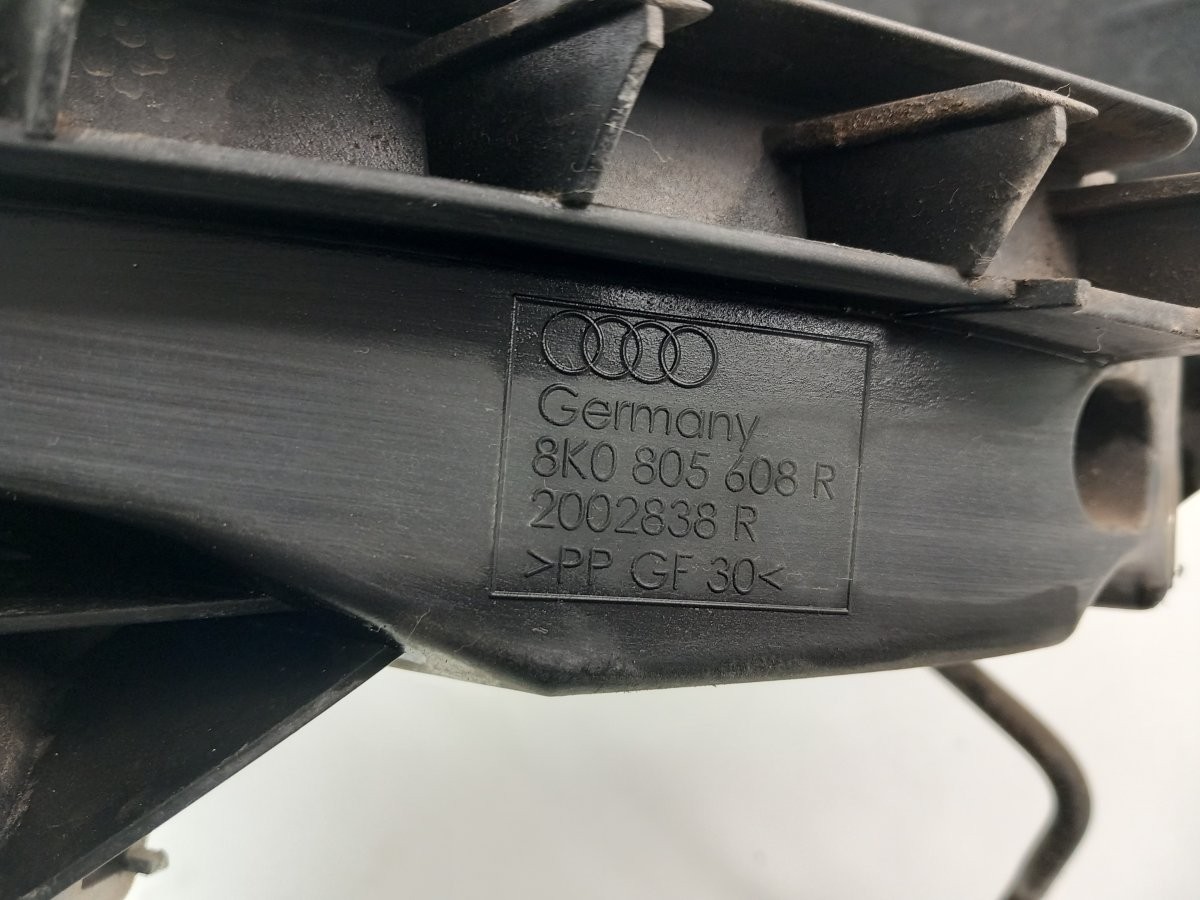 Germany
8K0 805 608 R
2002838 R
>PP GF 30<